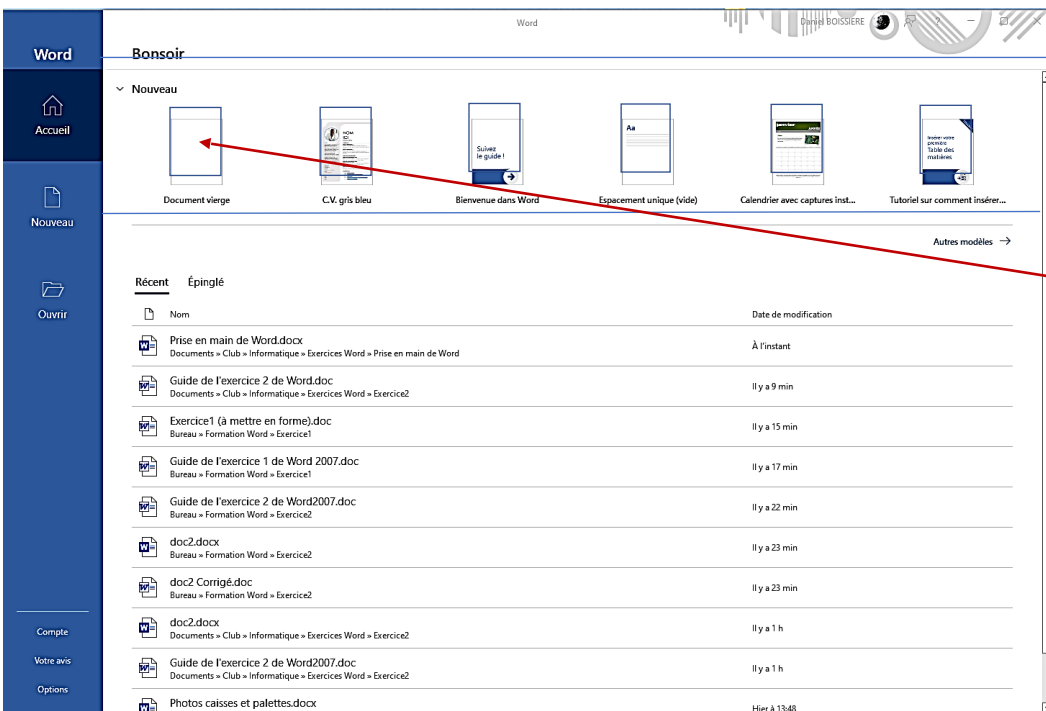 Word
Daniel BOISSIERE
?
Word
Bonsoir
Accueil
Nouveau
Ouvrir
Nouveau
Document vierge
C.V. gris bleu
Suivez
le guide !
Bienvenue dans Word
Aa
Espacement unique (vide)
Calendrier avec captures inst...
Insérer votre
première
Table des
matières
Tutoriel sur comment insérer...
Autres modèles
Récent Épinglé
Nom Date de modification
Prise en main de Word.docx
Documents » Club » Informatique » Exercices Word » Prise en main de Word
À l'instant
Guide de l'exercice 2 de Word.doc
Documents » Club » Informatique » Exercices Word » Exercice2
Il y a 9 min
Exercice1 (à mettre en forme).doc
Bureau » Formation Word » Exercice1
Il y a 15 min
Guide de l'exercice 1 de Word 2007.doc
Bureau » Formation Word » Exercice1
Il y a 17 min
Guide de l'exercice 2 de Word2007.doc
Bureau » Formation Word » Exercice2
Il y a 22 min
doc2.docx
Bureau » Formation Word » Exercice2
Il y a 23 min
doc2 Corrigé.doc
Bureau » Formation Word » Exercice2
Il y a 23 min
doc2.docx
Documents » Club » Informatique » Exercices Word » Exercice2
Il y a 1 h
Guide de l'exercice 2 de Word2007.doc
Documents » Club » Informatique » Exercices Word » Exercice2
Il y a 1 h
Photos caisses et palettes.docx
Hier à 13:48
Compte
Votre avis
Options